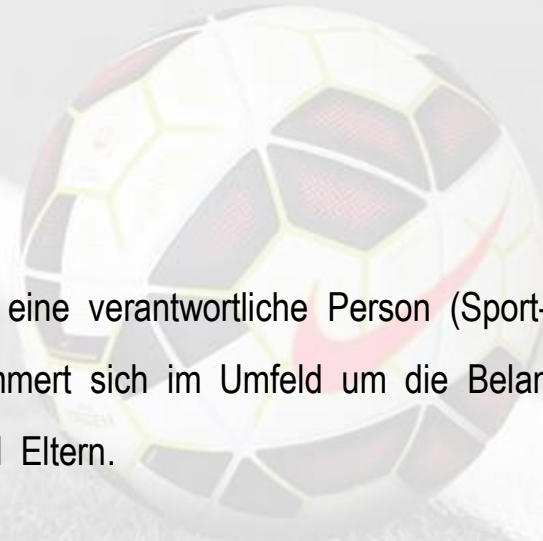 eine verantwortliche Person (Sport-
mmert sich im Umfeld um die Belan
Eltern.